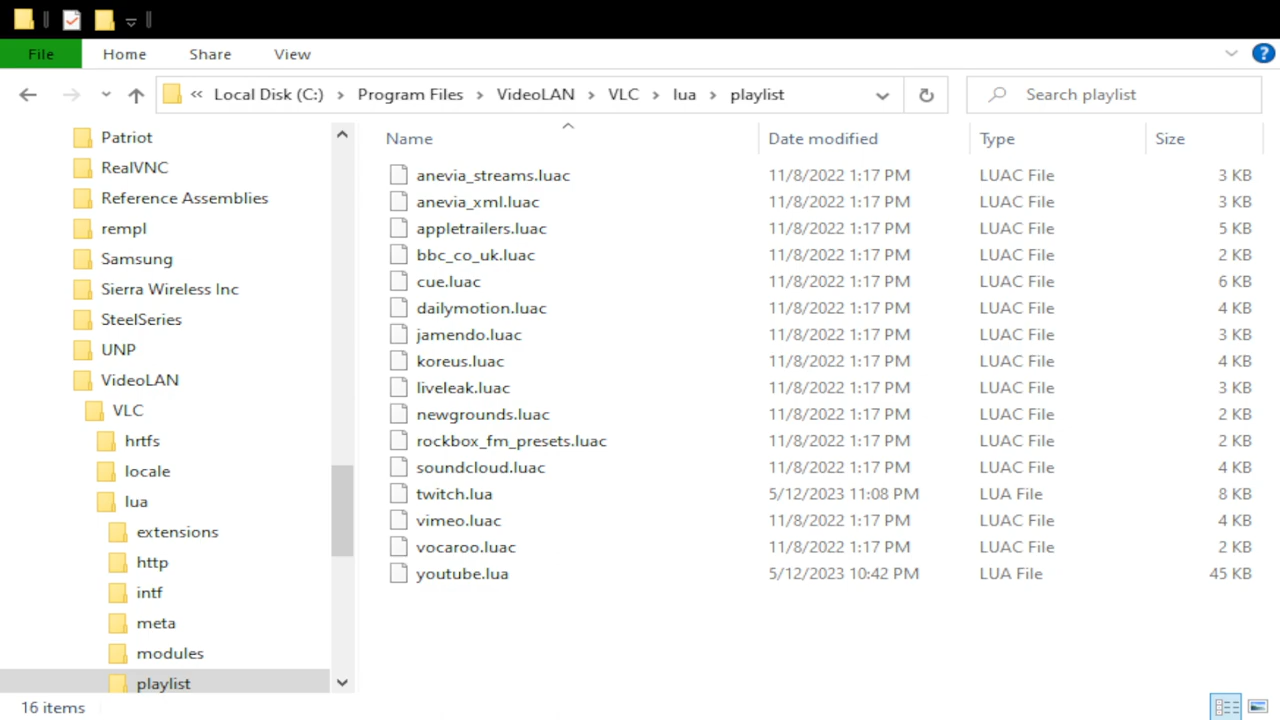 File Home Share View ?
« Local Disk (C:) › Program Files › VideoLAN › VLC › lua › playlist Search playlist
Patriot
RealVNC
Reference Assemblies
rempl
Samsung
Sierra Wireless Inc
SteelSeries
UNP
VideoLAN
VLC
hrtfs
locale
lua
extensions
http
intf
meta
modules
playlist
Name Date modified Type Size
anevia_streams.luac 11/8/2022 1:17 PM LUAC File 3 KB
anevia_xml.luac 11/8/2022 1:17 PM LUAC File 3 KB
appletrailers.luac 11/8/2022 1:17 PM LUAC File 5 KB
bbc_co_uk.luac 11/8/2022 1:17 PM LUAC File 2 KB
cue.luac 11/8/2022 1:17 PM LUAC File 6 KB
dailymotion.luac 11/8/2022 1:17 PM LUAC File 4 KB
jamendo.luac 11/8/2022 1:17 PM LUAC File 3 KB
koreus.luac 11/8/2022 1:17 PM LUAC File 4 KB
liveleak.luac 11/8/2022 1:17 PM LUAC File 3 KB
newgrounds.luac 11/8/2022 1:17 PM LUAC File 2 KB
rockbox_fm_presets.luac 11/8/2022 1:17 PM LUAC File 2 KB
soundcloud.luac 11/8/2022 1:17 PM LUAC File 4 KB
twitch.lua 5/12/2023 11:08 PM LUA File 8 KB
vimeo.luac 11/8/2022 1:17 PM LUAC File 4 KB
vocaroo.luac 11/8/2022 1:17 PM LUAC File 2 KB
youtube.lua 5/12/2023 10:42 PM LUA File 45 KB
16 items